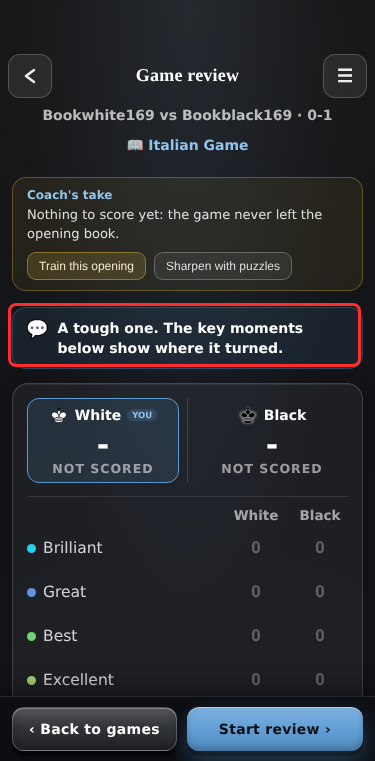 Game review
Bookwhite169 vs Bookblack169 · 0-1
📖 Italian Game
Coach's take
Nothing to score yet: the game never left the
opening book.
Train this opening
Sharpen with puzzles
💬 A tough one. The key moments
below show where it turned.
White YOU
Black
-
-
NOT SCORED
NOT SCORED
White Black
Brilliant 0 0
Great 0 0
Best 0 0
Excellent 0 0
‹ Back to games
Start review ›